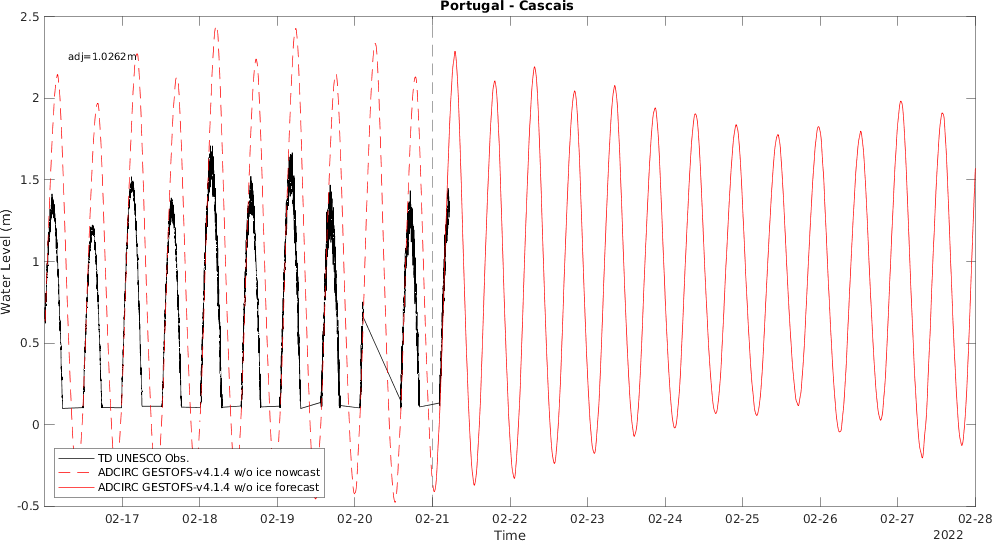 Portugal - Cascais
adj=1.0262m
2.5
2
1.5
1
0.5
0
-0.5
Water Level (m)
TD UNESCO Obs.
ADCIRC GESTOFS-v4.1.4 w/o ice nowcast
ADCIRC GESTOFS-v4.1.4 w/o ice forecast
02-17 02-18 02-19 02-20 02-21 02-22 02-23 02-24 02-25 02-26 02-27 02-28
Time
2022